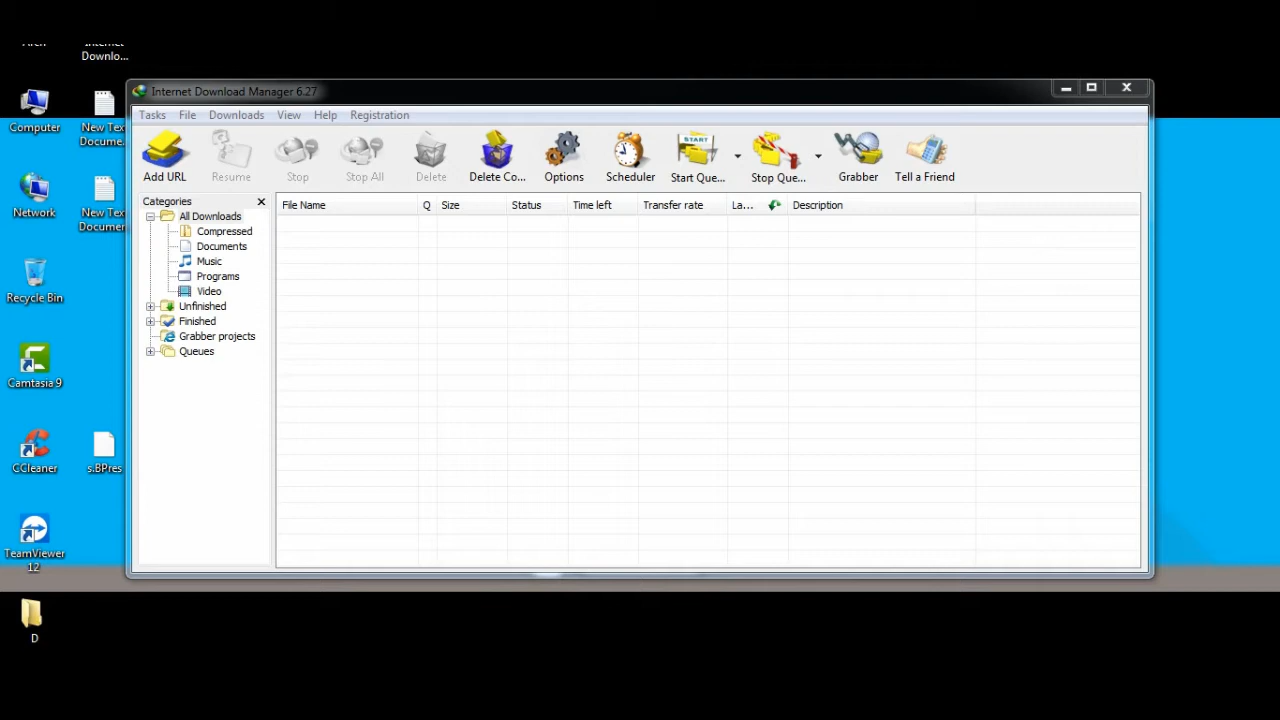 Downlo...
Internet Download Manager 6.27
Tasks File Downloads View Help Registration
Add URL Resume Stop Stop All Delete Delete Co... Options Scheduler Start Que... Stop Que... Grabber Tell a Friend
START
Categories
File Name Q Size Status Time left Transfer rate La... Description
All Downloads
Compressed
Documents
Music
Programs
Video
Unfinished
Finished
Grabber projects
Queues
Computer
New Tex
Docume.
Network
New Tex
Documen
Recycle Bin
Camtasia 9
CCleaner
s.BPres
TeamViewer
12
D